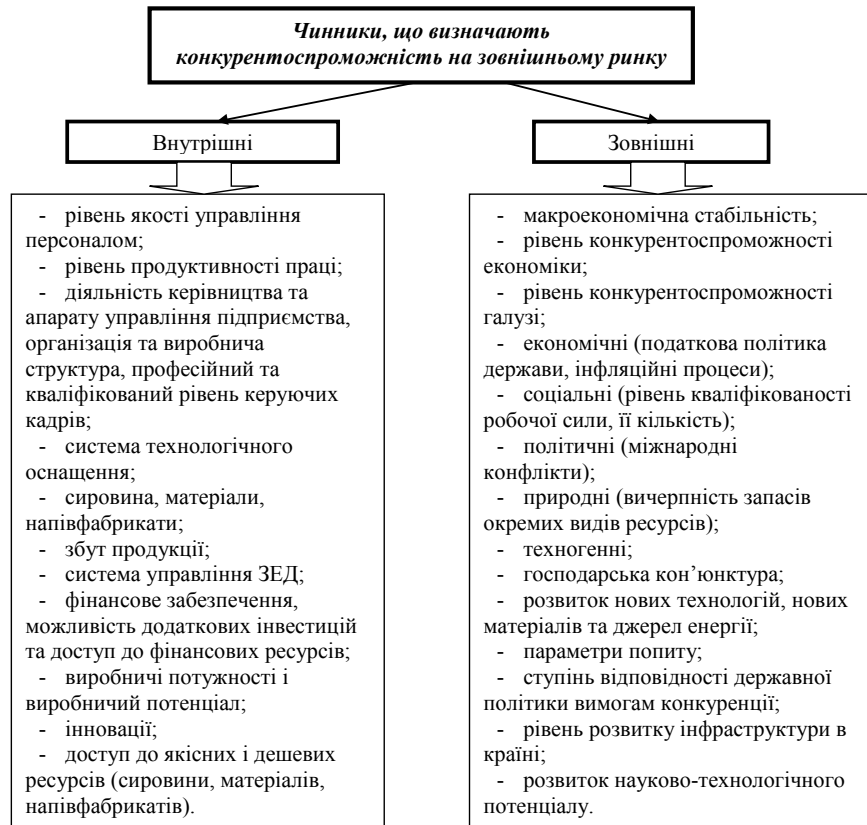 Чинники, що визначають
конкурентоспроможність на зовнішньому ринку
Внутрішні
- рівень якості управління
персоналом;
- рівень продуктивності праці;
- діяльність керівництва та
апарату управління підприємства,
організація та виробнича
структура, професійний та
кваліфікований рівень керуючих
кадрів;
- система технологічного
оснащення;
- сировина, матеріали,
напівфабрикати;
- збут продукції;
- система управління ЗЕД;
- фінансове забезпечення,
можливість додаткових інвестицій
та доступ до фінансових ресурсів;
- виробничі потужності і
виробничий потенціал;
- інновації;
- доступ до якісних і дешевих
ресурсів (сировини, матеріалів,
напівфабрикатів).
Зовнішні
- макроекономічна стабільність;
- рівень конкурентоспроможності
економіки;
- рівень конкурентоспроможності
галузі;
- економічні (податкова політика
держави, інфляційні процеси);
- соціальні (рівень кваліфікованості
робочої сили, її кількість);
- політичні (міжнародні
конфлікти);
- природні (вичерпність запасів
окремих видів ресурсів);
- техногенні;
- господарська кон’юнктура;
- розвиток нових технологій, нових
матеріалів та джерел енергії;
- параметри попиту;
- ступінь відповідності державної
політики вимогам конкуренції;
- рівень розвитку інфраструктури в
країні;
- розвиток науково-технологічного
потенціалу.